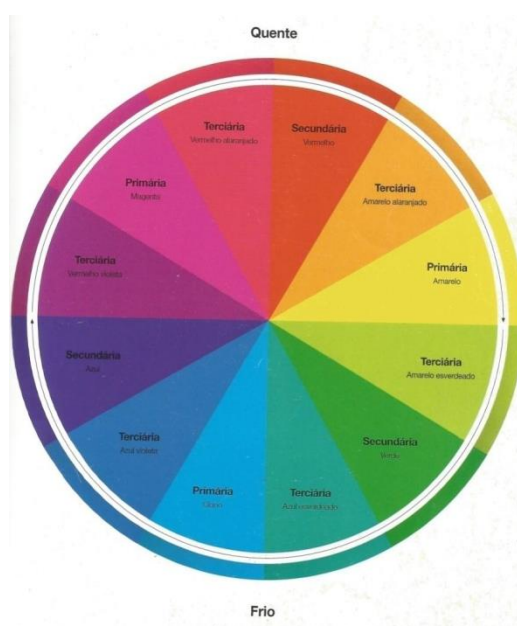 Quente
Terciária
Vermelho alaranjado
Secundária
Vermelho
Terciária
Amarelo alaranjado
Primária
Amarelo
Terciária
Amarelo esverdeado
Secundária
Verde
Terciária
Azul esverdeado
Primária
Ciano
Terciária
Azul violeta
Secundária
Azul
Terciária
Vermelho violeta
Primária
Magenta
Frio